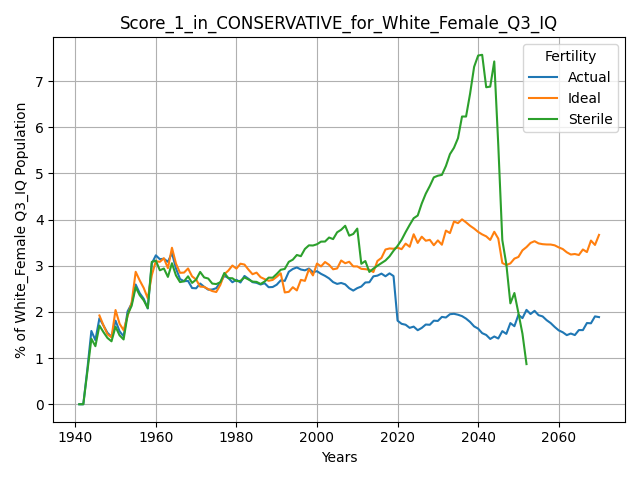 Score_1_in_CONSERVATIVE_for_White_Female_Q3_IQ
% of White_Female Q3_IQ Population
7
6
5
4
3
2
1
0
Fertility
Actual
Ideal
Sterile
1940 1960 1980 2000 2020 2040 2060
Years